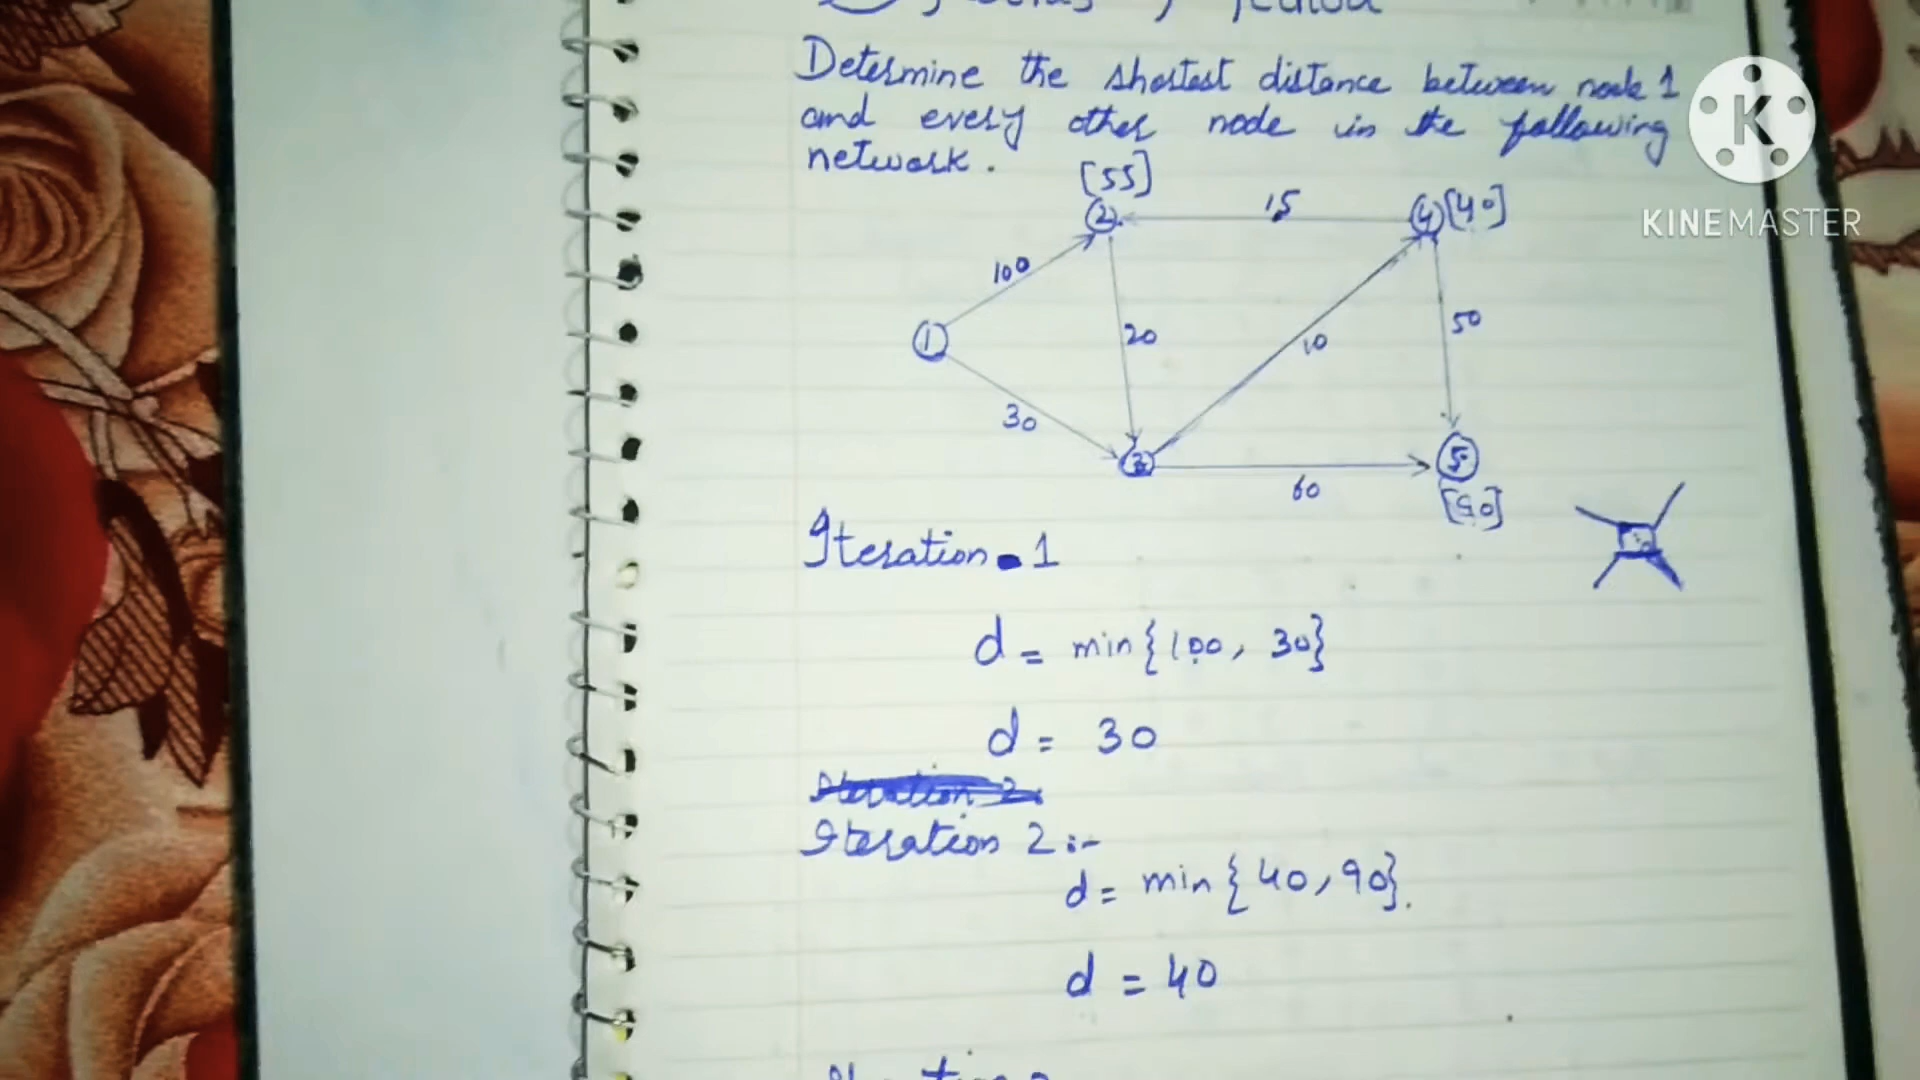 Determine the shortest distance between node 1
and every other node in the following
network.
[55]
2
15
4 [40]
100
1
20
10
50
30
3
60
5
[90]
Iteration 1
d = min{100, 30}
d = 30
Iteration 2
Iteration 2 :-
d = min{40, 90}.
d = 40
K
KINEMASTER